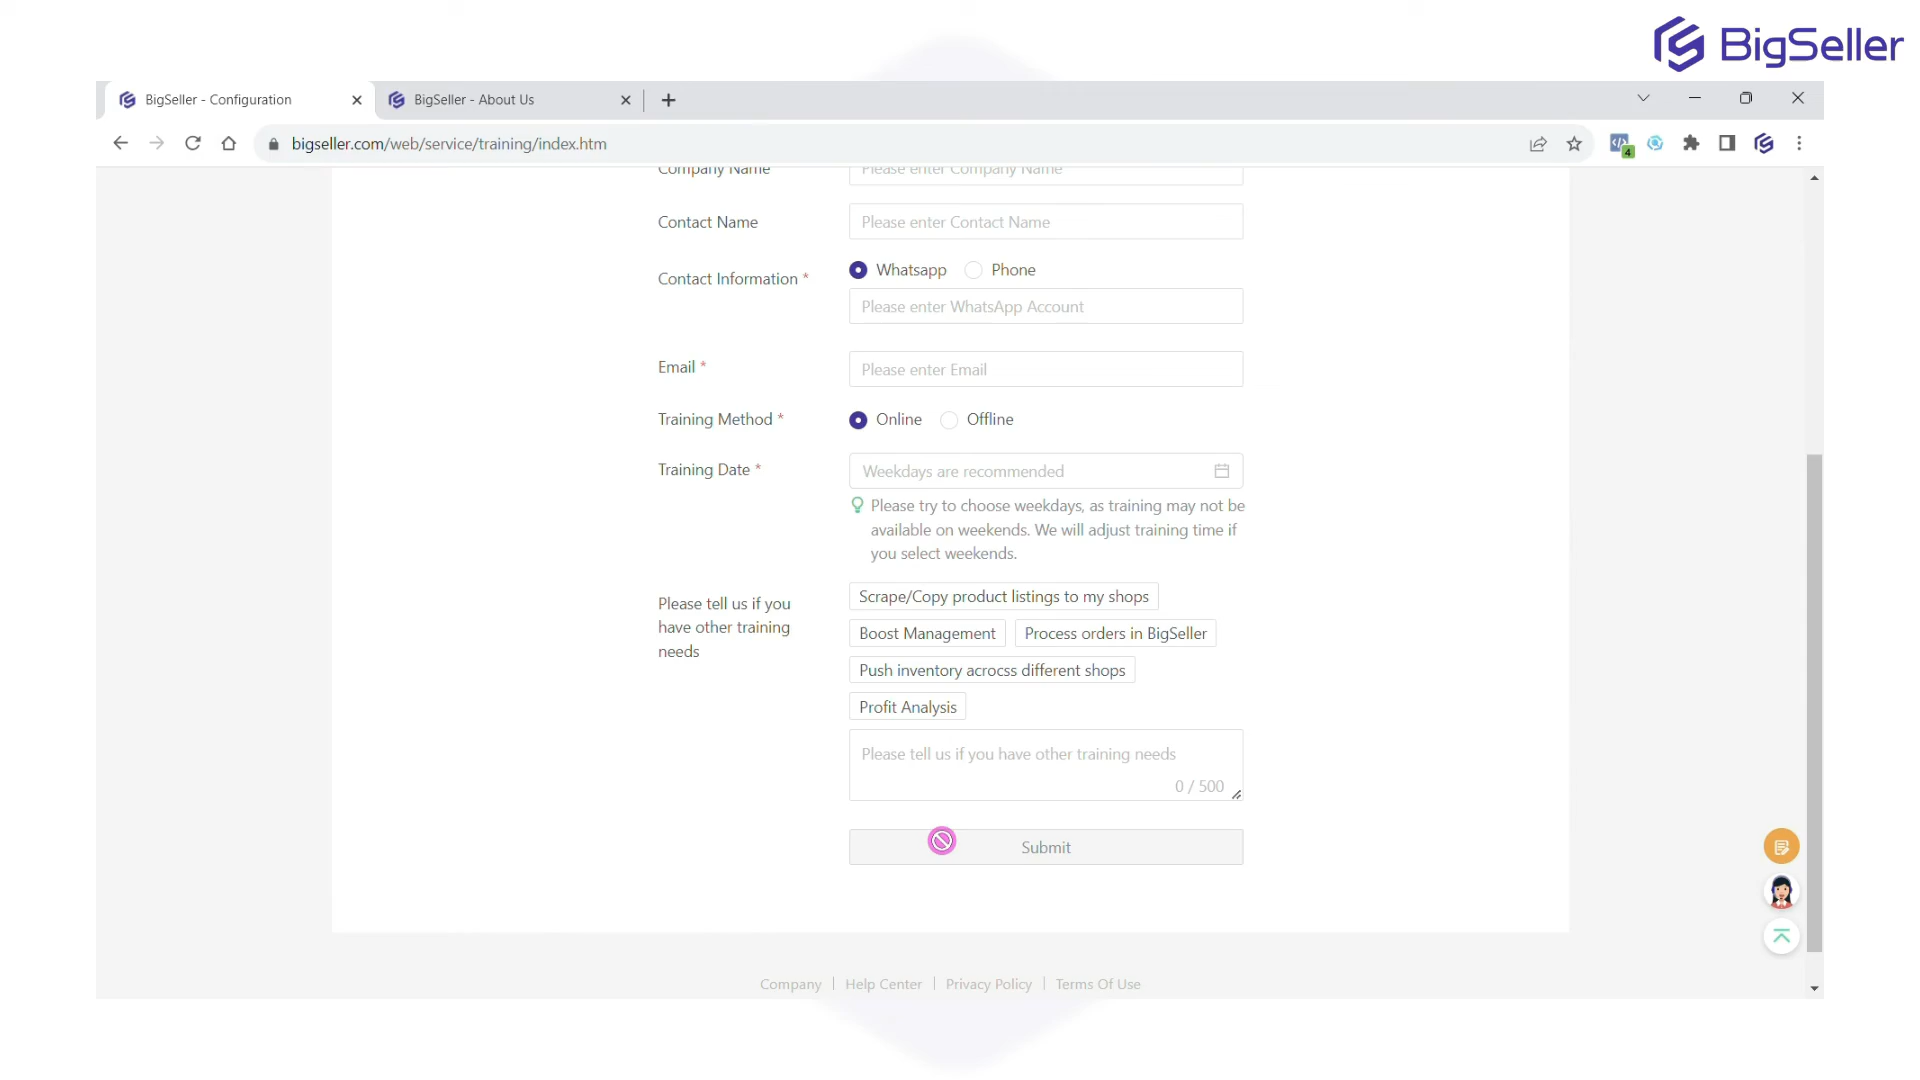 BigSeller
BigSeller - Configuration
BigSeller - About Us
bigseller.com/web/service/training/index.htm
4
Company Name
Please enter Company Name
Contact Name
Please enter Contact Name
Contact Information *
Whatsapp
Phone
Please enter WhatsApp Account
Email *
Please enter Email
Training Method *
Online
Offline
Training Date *
Weekdays are recommended
Please try to choose weekdays, as training may not be
available on weekends. We will adjust training time if
you select weekends.
Please tell us if you
have other training
needs
Scrape/Copy product listings to my shops
Boost Management
Process orders in BigSeller
Push inventory acrocss different shops
Profit Analysis
Please tell us if you have other training needs
0 / 500
Submit
Company | Help Center | Privacy Policy | Terms Of Use